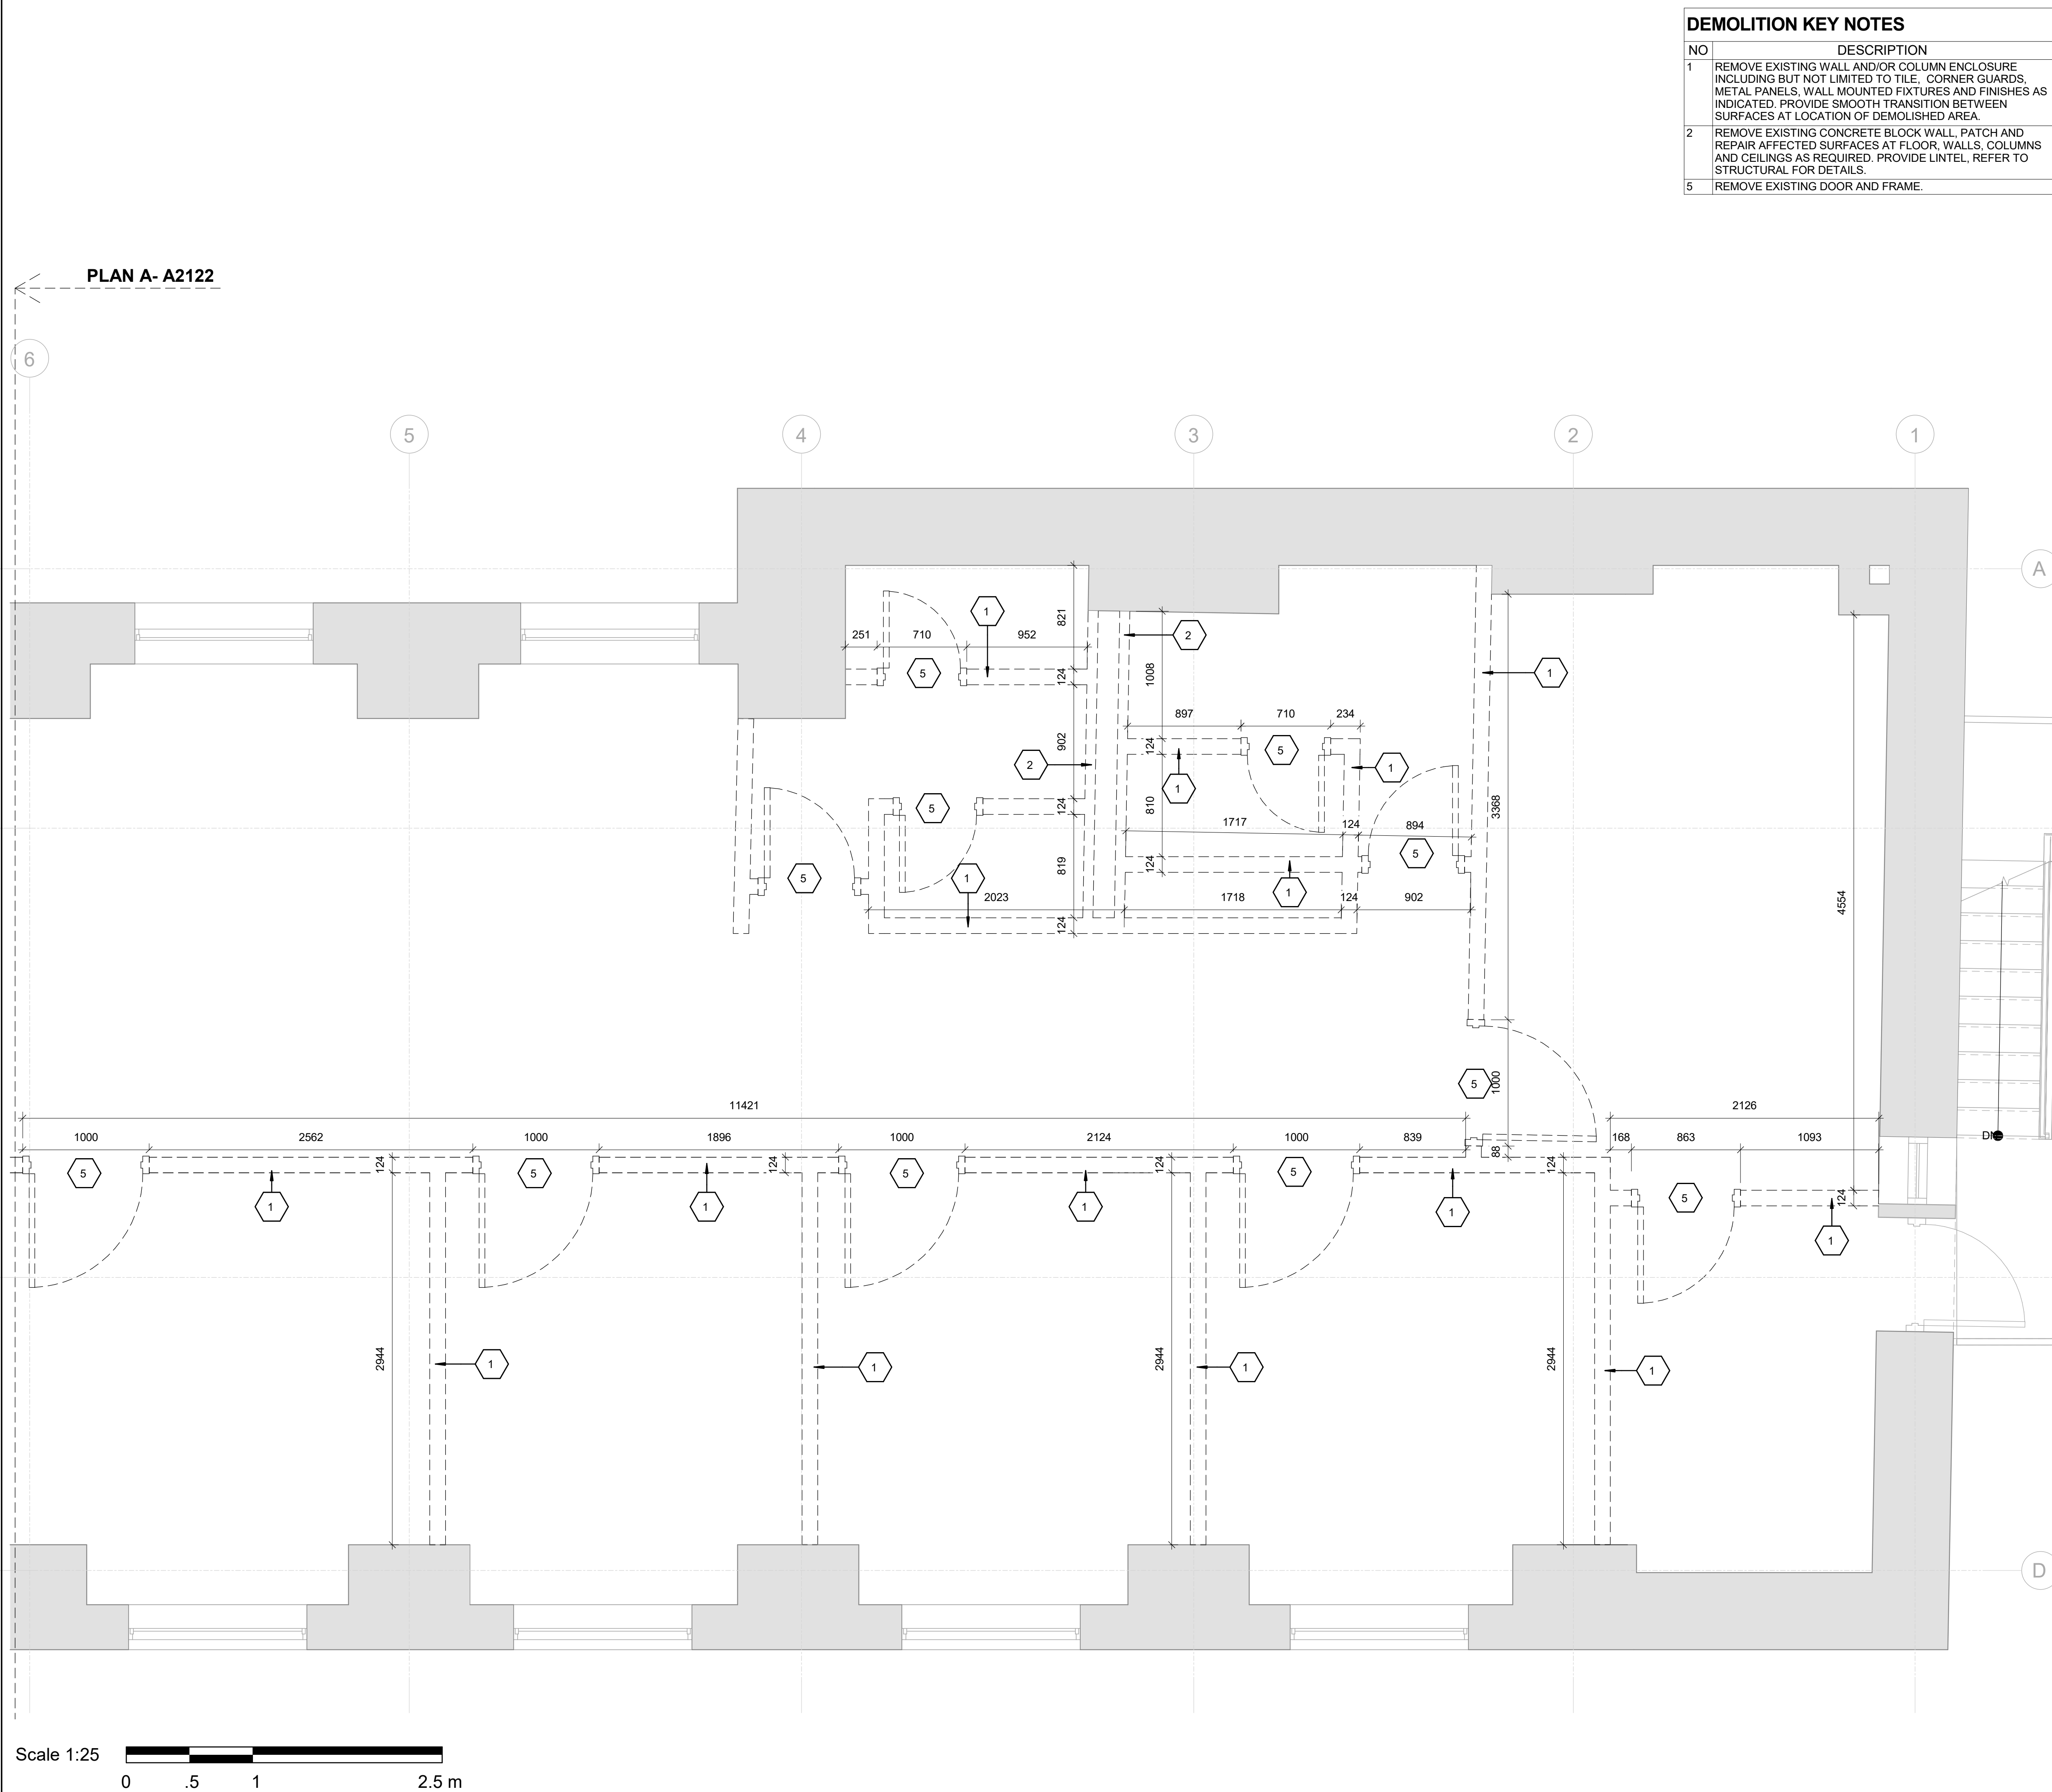 DEMOLITION KEY NOTES
NO DESCRIPTION
1 REMOVE EXISTING WALL AND/OR COLUMN ENCLOSURE
INCLUDING BUT NOT LIMITED TO TILE, CORNER GUARDS,
METAL PANELS, WALL MOUNTED FIXTURES AND FINISHES AS
INDICATED. PROVIDE SMOOTH TRANSITION BETWEEN
SURFACES AT LOCATION OF DEMOLISHED AREA.
2 REMOVE EXISTING CONCRETE BLOCK WALL, PATCH AND
REPAIR AFFECTED SURFACES AT FLOOR, WALLS, COLUMNS
AND CEILINGS AS REQUIRED. PROVIDE LINTEL, REFER TO
STRUCTURAL FOR DETAILS.
5 REMOVE EXISTING DOOR AND FRAME.
PLAN A- A2122
6
5 4 3 2 1
A
821
1
251 710 952
2
5
124
1008
1
897 710 234
902
124
5
2
1
1
124
5
810
3368
1717 124 894
5
819
124
5
1
1
2023 1718 124 902
4554
124
5
1000
11421
2126
1000 2562 1000 1896 1000 2124 1000 839
168 863 1093
DN
88
124 124 124 124
5 5 5 5
5
124
1 1 1 1
1
2944 2944 2944
1 1 1 1
D
Scale 1:25
0 .5 1 2.5 m